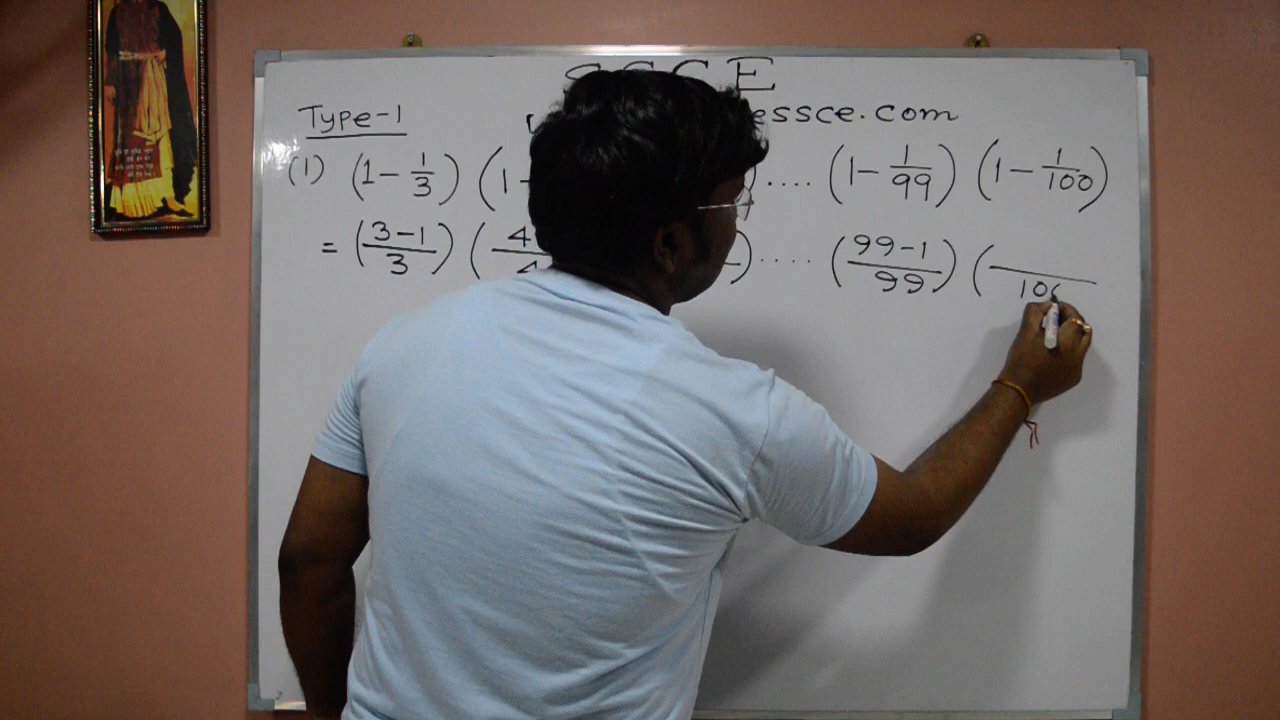 SSCE
essce.com
Type-1
(1) (1 - 1/3) (1 - ) ..... (1 - 1/99) (1 - 1/100)
= (3-1/3) (4 /4 ) ..... (99-1/99) ( /100